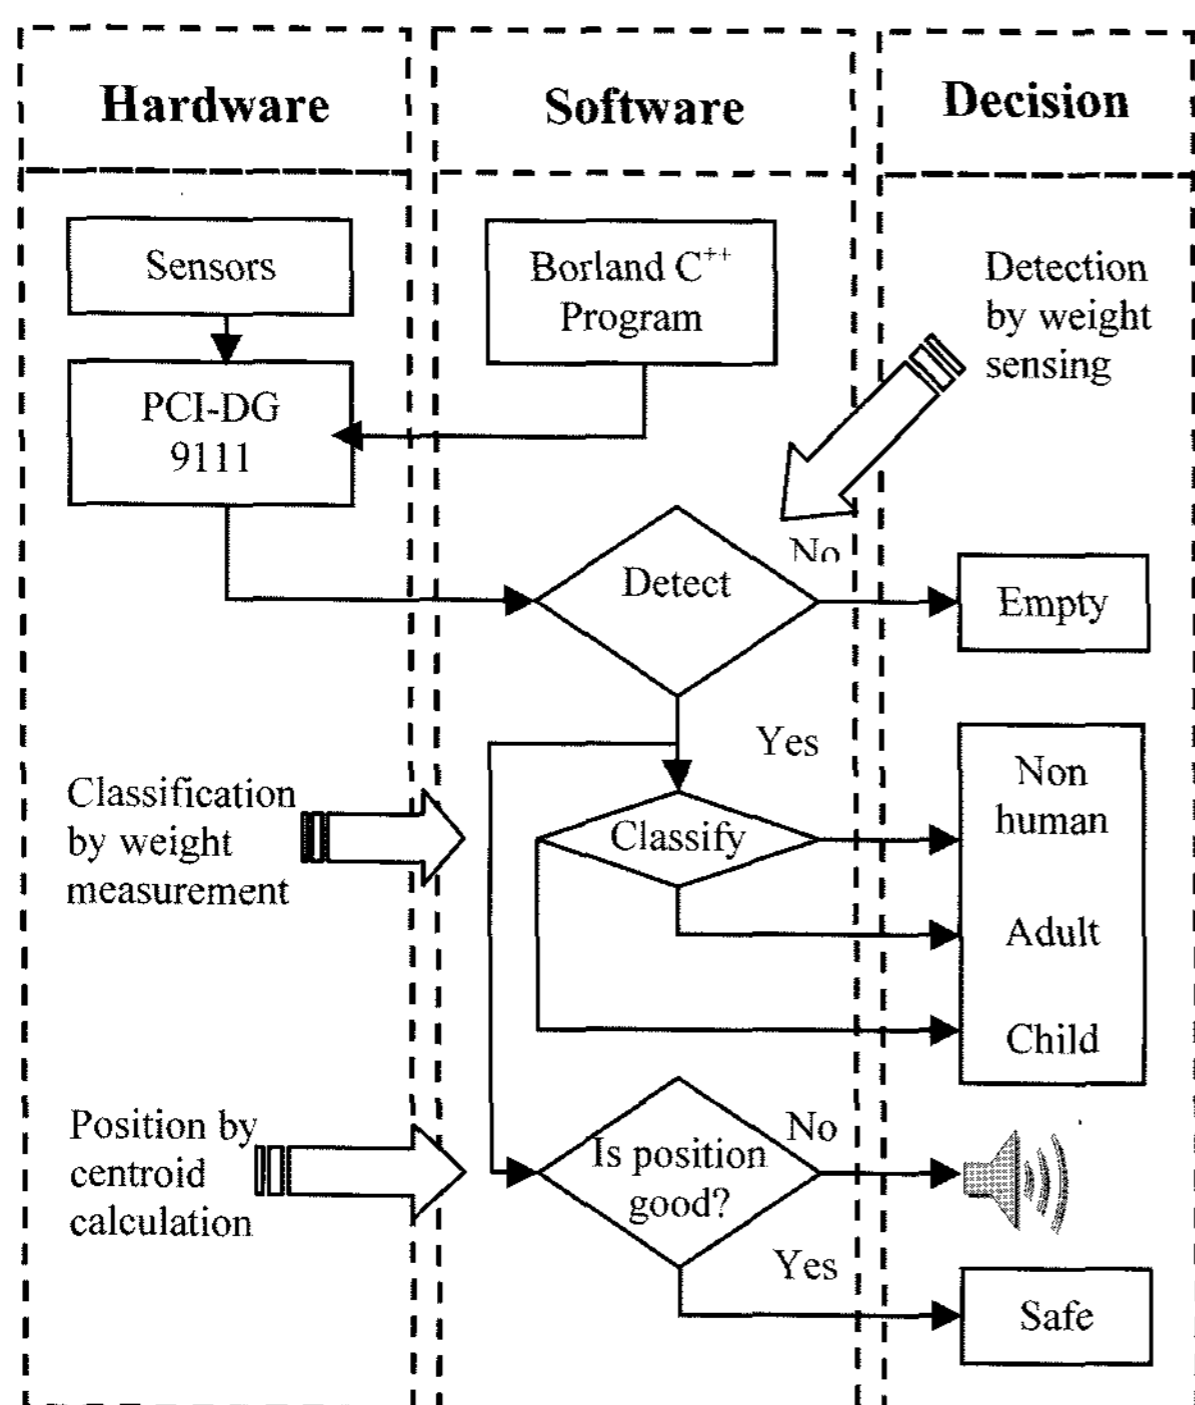 Hardware
Software
Decision
Sensors
Borland C++
Program
Detection
by weight
sensing
PCI-DG
9111
Detect
No
Empty
Yes
Classification
by weight
measurement
Classify
Non
human
Adult
Child
Position by
centroid
calculation
Is position
good?
No
Yes
Safe